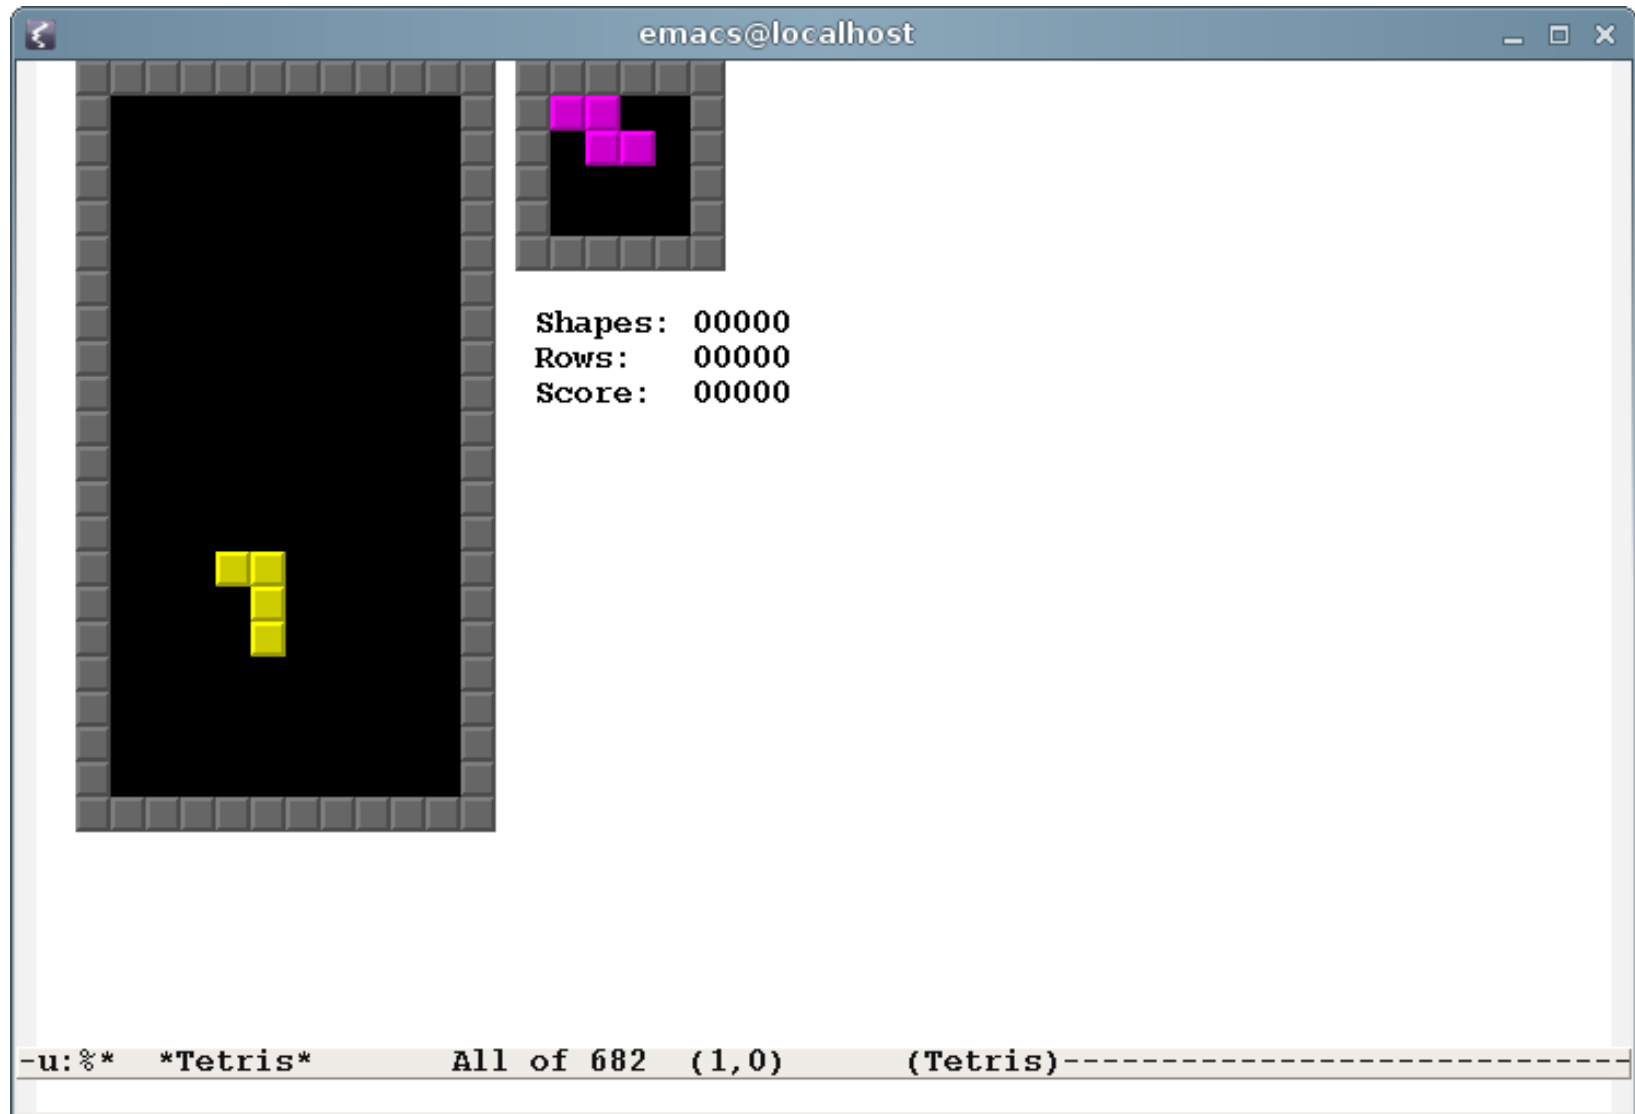 emacs@localhost
Shapes: 00000
Rows: 00000
Score: 00000
-u:%* *Tetris* All of 682 (1,0) (Tetris)-----------------------------